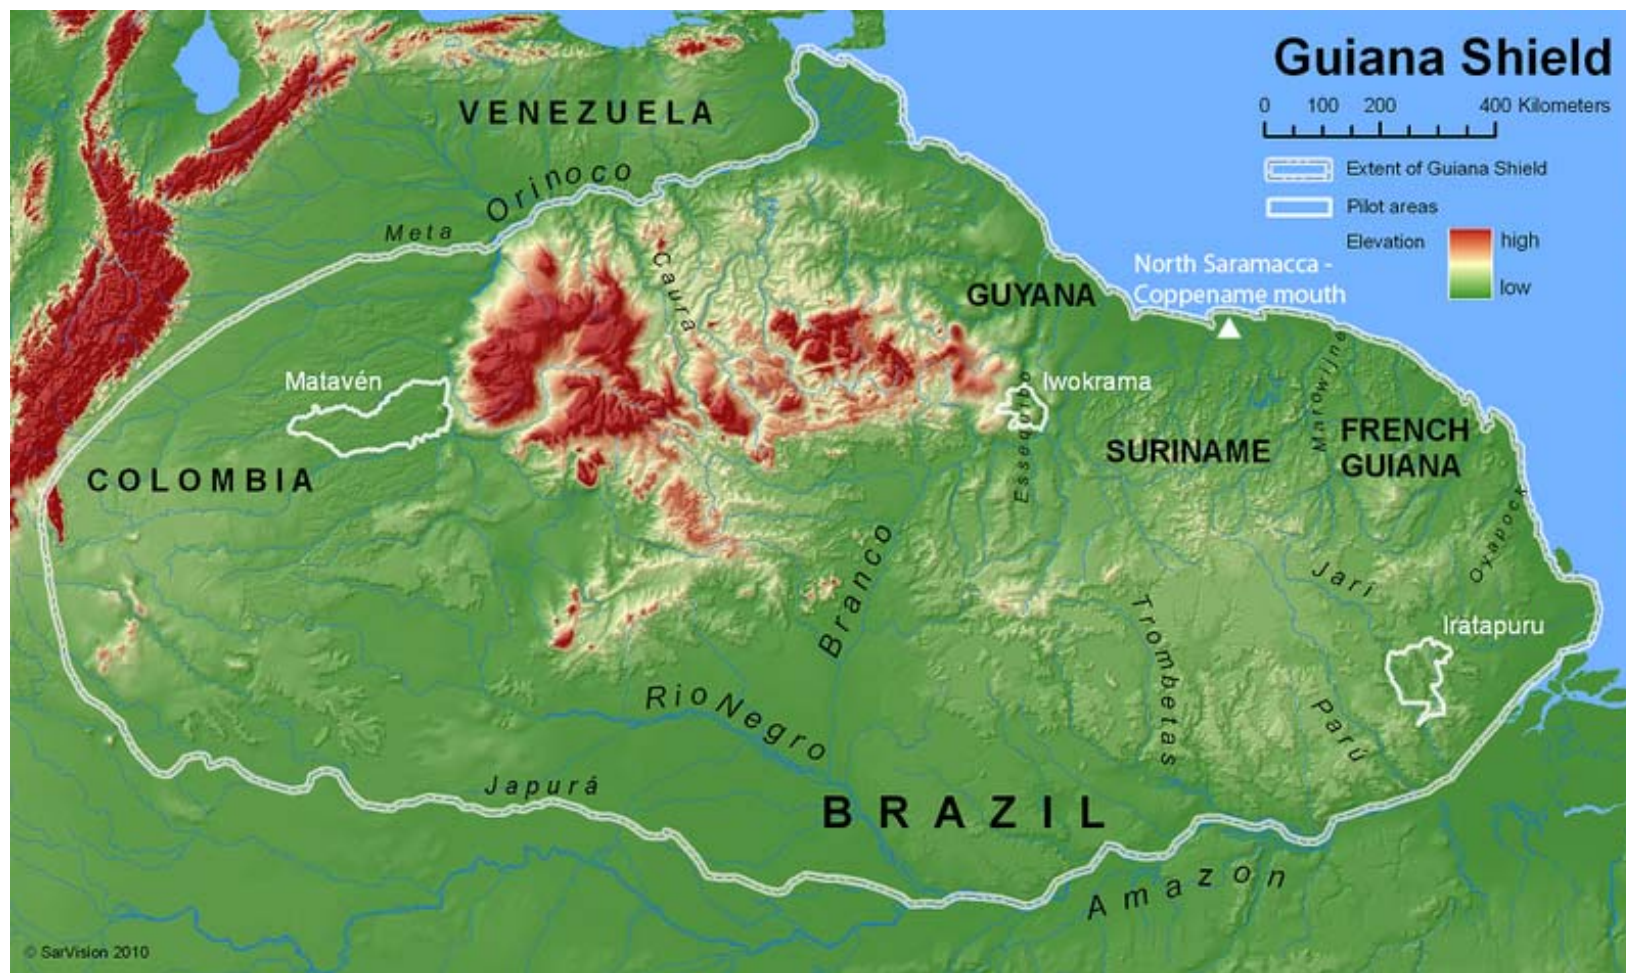 Guiana Shield
0 100 200 400 Kilometers
Extent of Guiana Shield
Pilot areas
Elevation
high
low
VENEZUELA
Orinoco
Meta
Caura
GUYANA
North Saramacca -
Coppename mouth
Matavén
Iwokrama
Essequibo
Marowijne
COLOMBIA
SURINAME
FRENCH
GUIANA
Oyapock
Branco
Jari
Trombetas
Iratapuru
Rio Negro
Parú
Japurá
BRAZIL
Amazon
© SarVision 2010